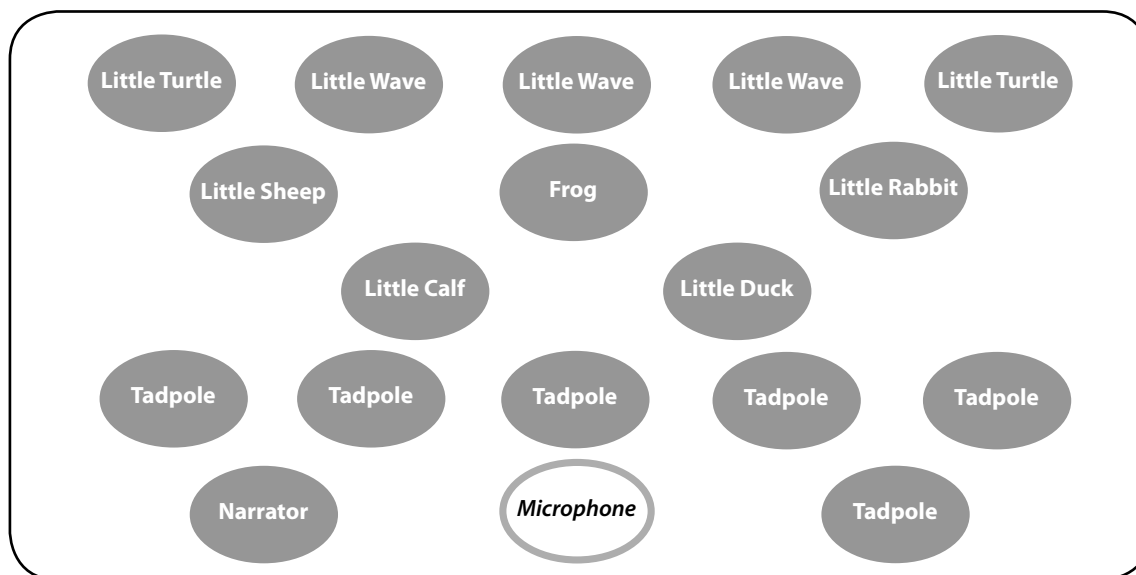 Little Turtle Little Wave Little Wave Little Wave Little Turtle
Little Sheep Frog Little Rabbit
Little Calf Little Duck
Tadpole Tadpole Tadpole Tadpole Tadpole
Narrator Microphone Tadpole